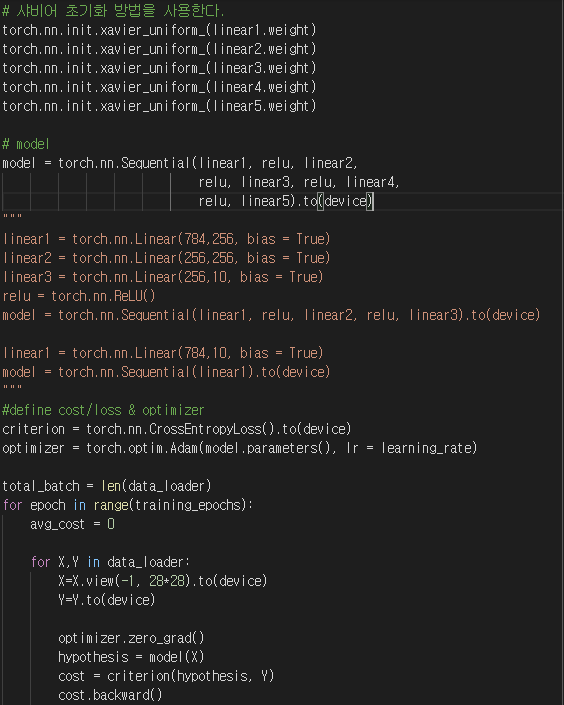 # 샤비어 초기화 방법을 사용한다.
torch.nn.init.xavier_uniform_(linear1.weight)
torch.nn.init.xavier_uniform_(linear2.weight)
torch.nn.init.xavier_uniform_(linear3.weight)
torch.nn.init.xavier_uniform_(linear4.weight)
torch.nn.init.xavier_uniform_(linear5.weight)
# model
model = torch.nn.Sequential(linear1, relu, linear2,
relu, linear3, relu, linear4,
relu, linear5).to(device)
"""
linear1 = torch.nn.Linear(784,256, bias = True)
linear2 = torch.nn.Linear(256,256, bias = True)
linear3 = torch.nn.Linear(256,10, bias = True)
relu = torch.nn.ReLU()
model = torch.nn.Sequential(linear1, relu, linear2, relu, linear3).to(device)
linear1 = torch.nn.Linear(784,10, bias = True)
model = torch.nn.Sequential(linear1).to(device)
"""
#define cost/loss & optimizer
criterion = torch.nn.CrossEntropyLoss().to(device)
optimizer = torch.optim.Adam(model.parameters(), lr = learning_rate)
total_batch = len(data_loader)
for epoch in range(training_epochs):
avg_cost = 0
for X,Y in data_loader:
X=X.view(-1, 28*28).to(device)
Y=Y.to(device)
optimizer.zero_grad()
hypothesis = model(X)
cost = criterion(hypothesis, Y)
cost.backward()